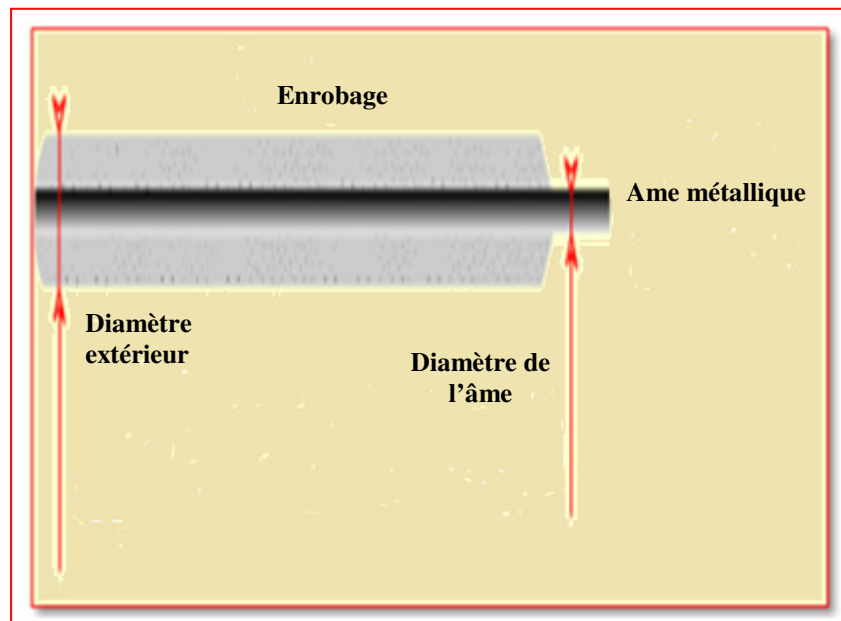 Enrobage
Ame métallique
Diamètre
extérieur
Diamètre de
l’âme